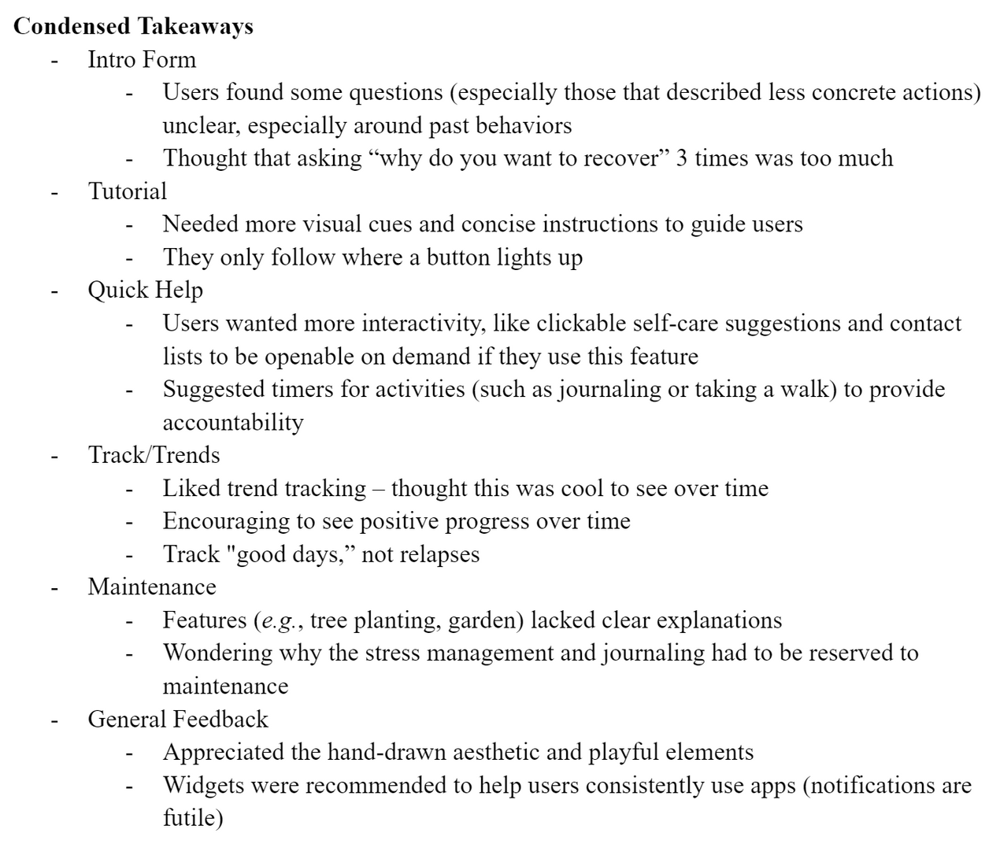 Condensed Takeaways
- Intro Form
- Users found some questions (especially those that described less concrete actions)
unclear, especially around past behaviors
- Thought that asking “why do you want to recover” 3 times was too much
- Tutorial
- Needed more visual cues and concise instructions to guide users
- They only follow where a button lights up
- Quick Help
- Users wanted more interactivity, like clickable self-care suggestions and contact
lists to be openable on demand if they use this feature
- Suggested timers for activities (such as journaling or taking a walk) to provide
accountability
- Track/Trends
- Liked trend tracking – thought this was cool to see over time
- Encouraging to see positive progress over time
- Track "good days,” not relapses
- Maintenance
- Features (e.g., tree planting, garden) lacked clear explanations
- Wondering why the stress management and journaling had to be reserved to
maintenance
- General Feedback
- Appreciated the hand-drawn aesthetic and playful elements
- Widgets were recommended to help users consistently use apps (notifications are
futile)